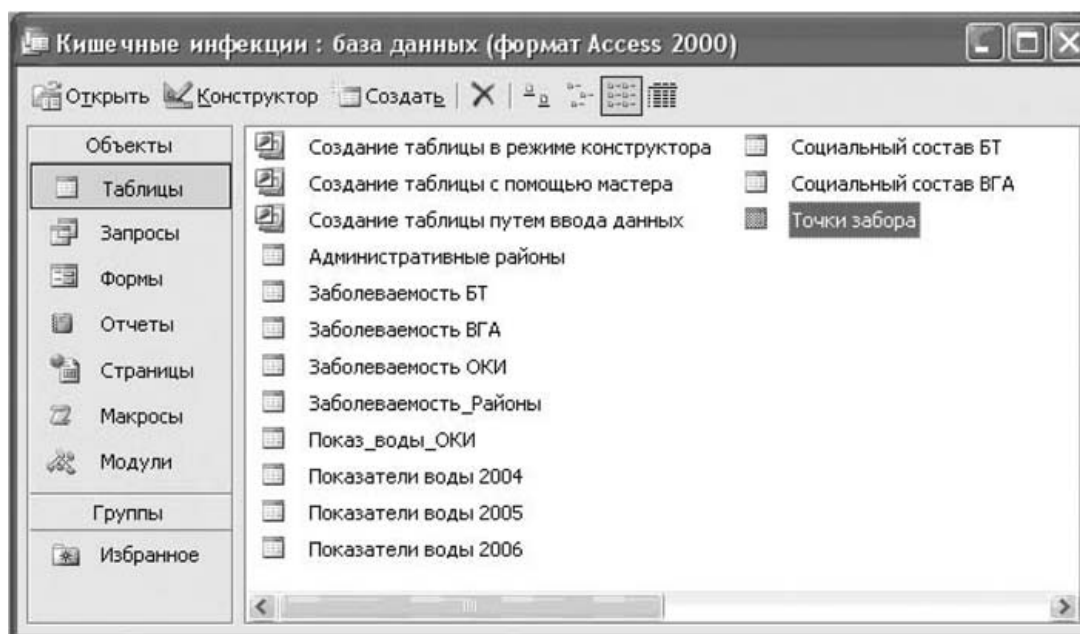 Кишечные инфекции : база данных (формат Access 2000)
Открыть Конструктор Создать
Объекты
Таблицы
Запросы
Формы
Отчеты
Страницы
Макросы
Модули
Группы
Избранное
Создание таблицы в режиме конструктора
Создание таблицы с помощью мастера
Создание таблицы путем ввода данных
Административные районы
Заболеваемость БТ
Заболеваемость ВГА
Заболеваемость ОКИ
Заболеваемость_Районы
Показ_воды_ОКИ
Показатели воды 2004
Показатели воды 2005
Показатели воды 2006
Социальный состав БТ
Социальный состав ВГА
Точки забора